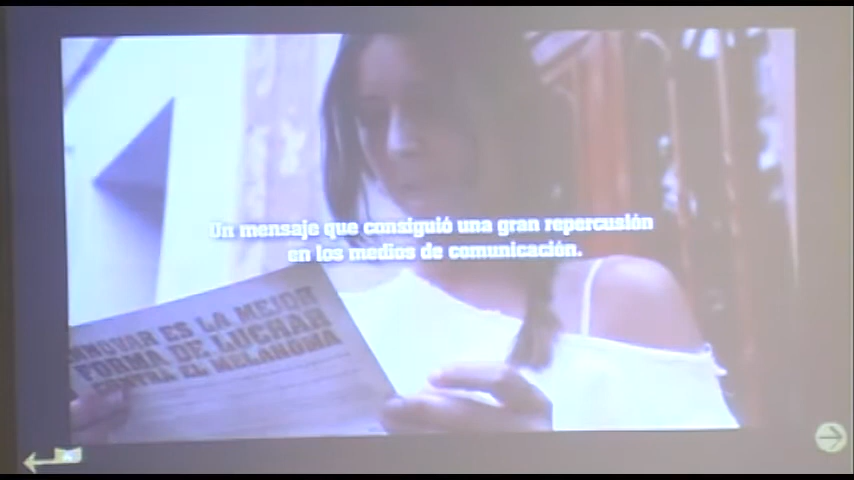 Un mensaje que consiguió una gran repercusión
en los medios de comunicación.
INNOVAR ES LA MEJOR
FORMA DE LUCHAR
CONTRA EL MELANOMA